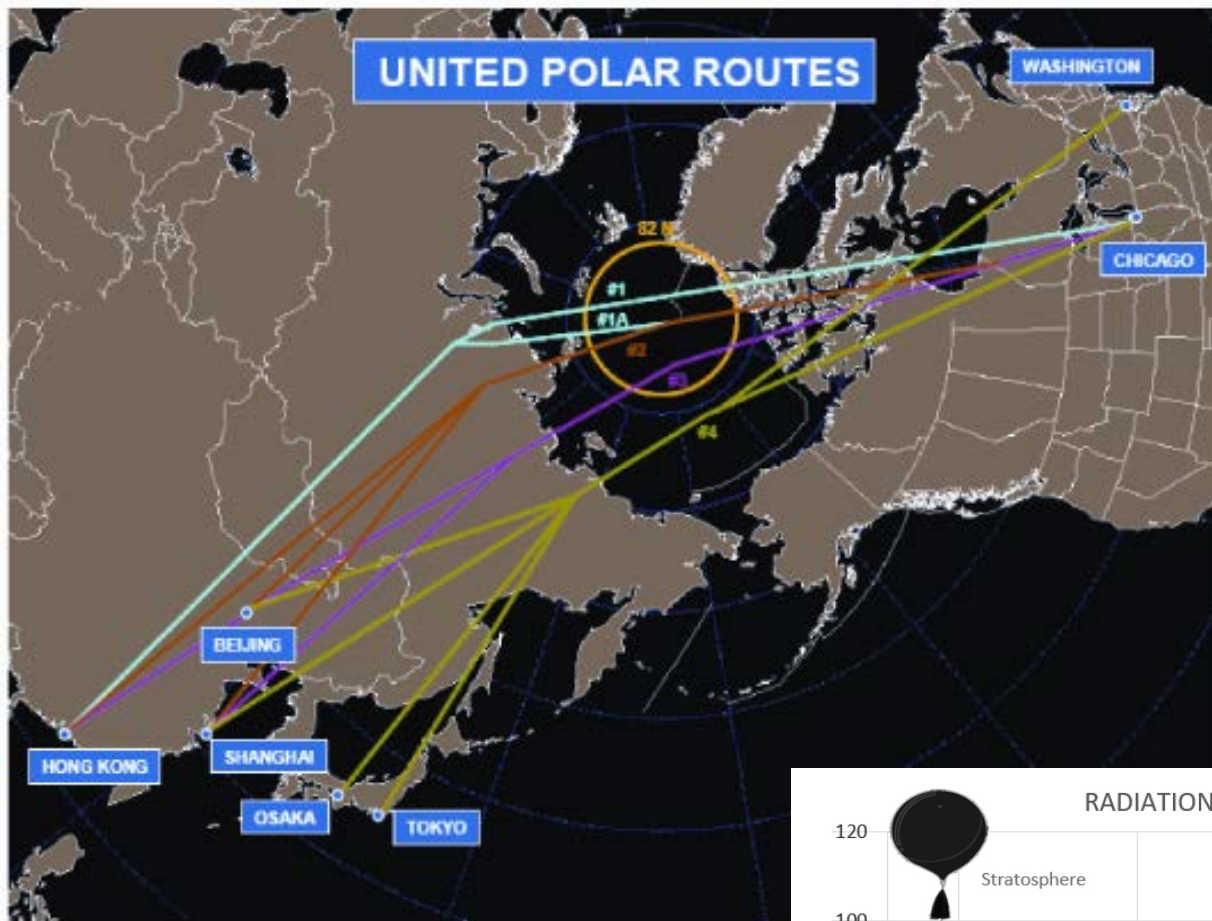 UNITED POLAR ROUTES
WASHINGTON
82 N
CHICAGO
#1
#1A
#2
#3
#4
BEIJING
HONG KONG
SHANGHAI
OSAKA
TOKYO
RADIATION
120
Stratosphere
100